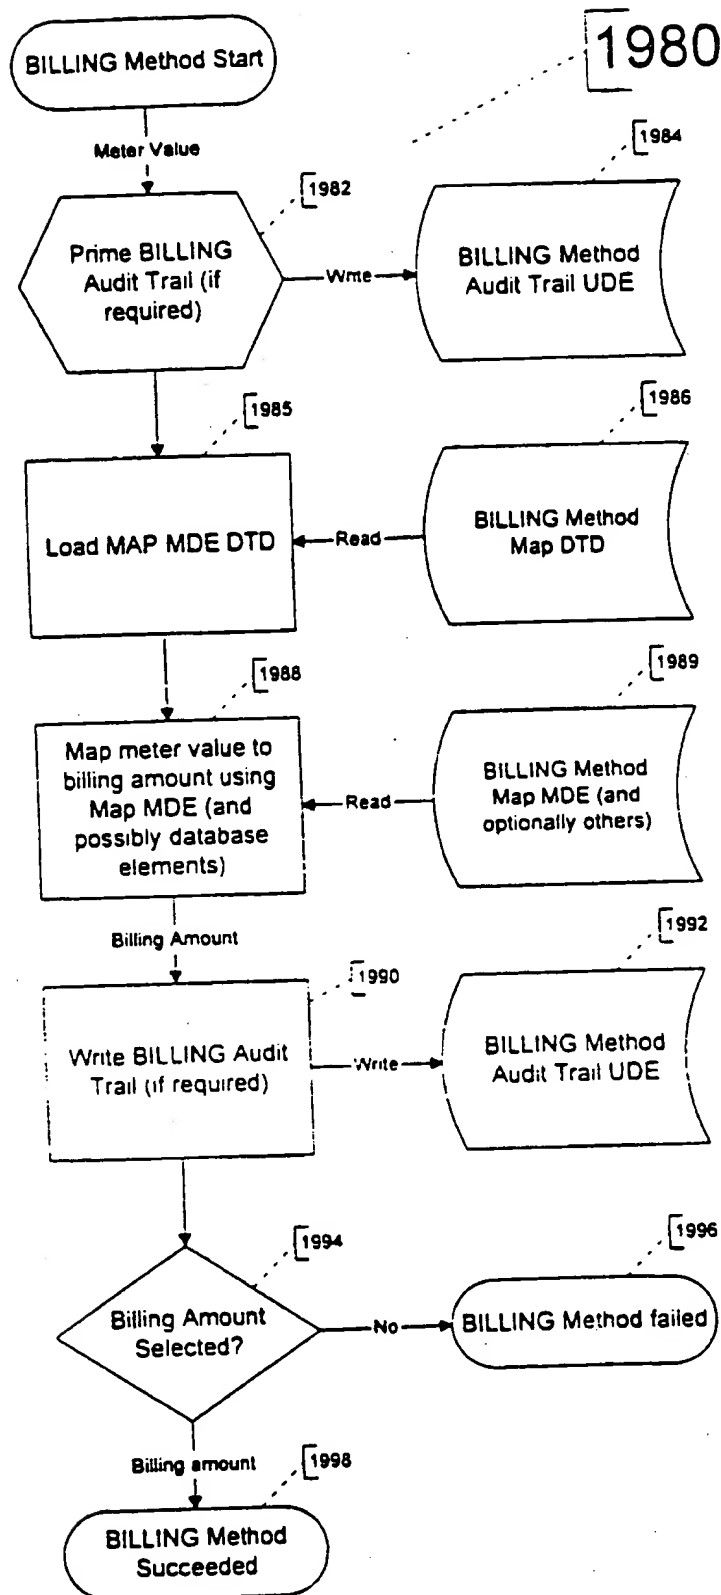 1980
BILLING Method Start
Meter Value
1982
1984
Prime BILLING
Audit Trail (if
required)
Write
BILLING Method
Audit Trail UDE
1985
1986
Load MAP MDE DTD
Read
BILLING Method
Map DTD
1988
1989
Map meter value to
billing amount using
Map MDE (and
possibly database
elements)
Read
BILLING Method
Map MDE (and
optionally others)
Billing Amount
1990
1992
Write BILLING Audit
Trail (if required)
Write
BILLING Method
Audit Trail UDE
1994
1996
Billing Amount
Selected?
No
BILLING Method failed
Billing amount
1998
BILLING Method
Succeeded